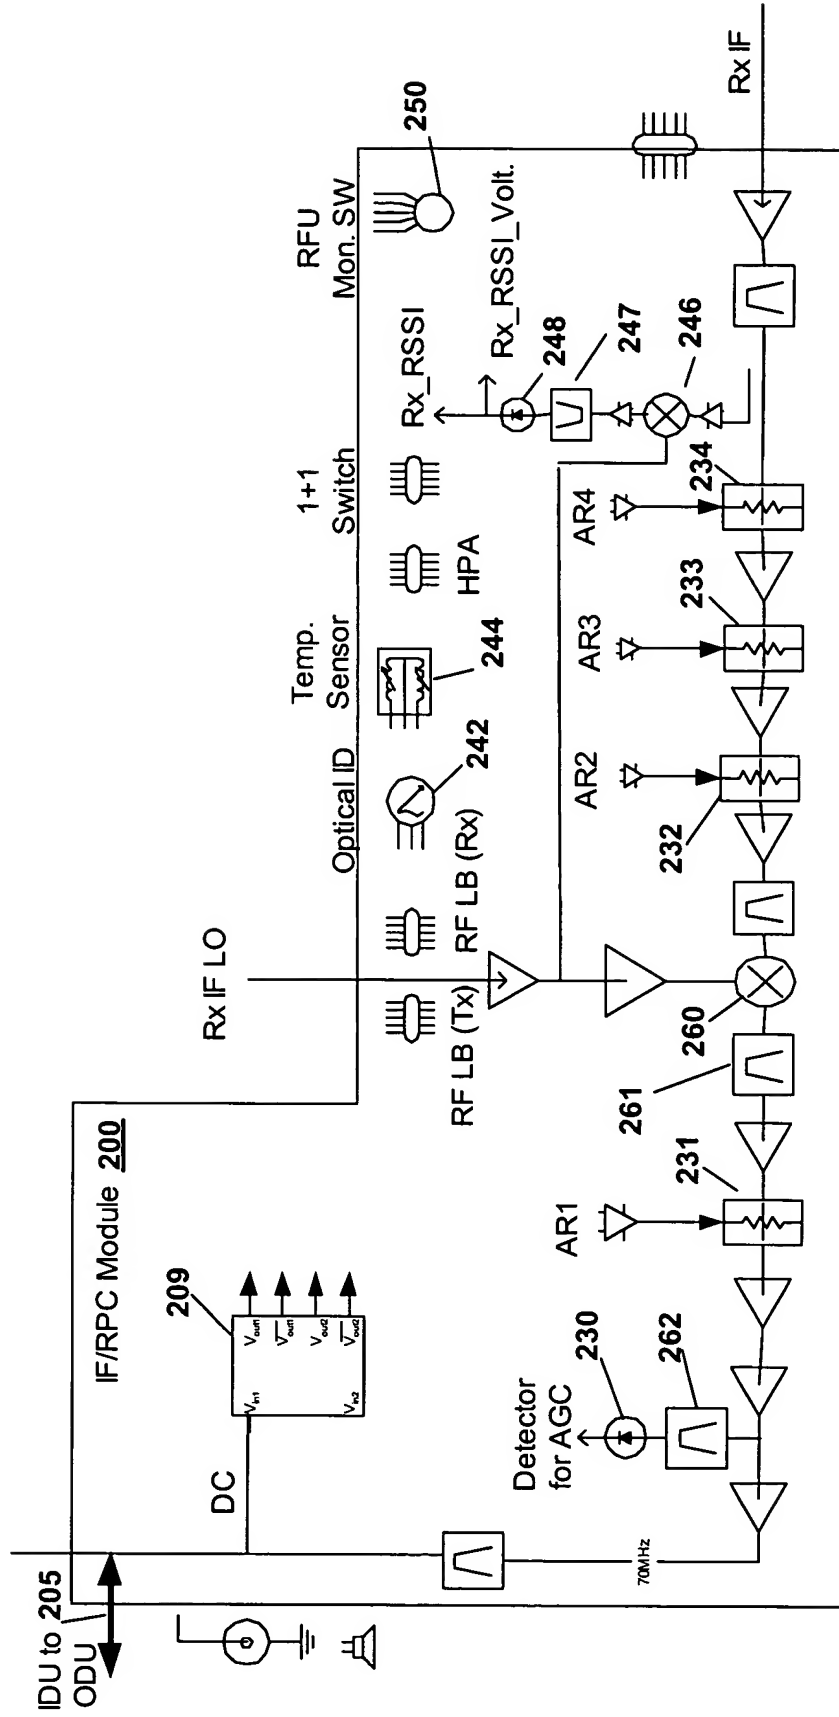 IDU to 205
ODU
IF/RPC Module 200
209
DC
Vin1
Vin2
Vout1
Vout1
Vout2
Vout2
Rx IF LO
RF LB (Tx)
RF LB (Rx)
Optical ID
242
Temp.
Sensor
244
HPA
1+1
Switch
Rx_RSSI
Rx_RSSI_Volt.
RFU
Mon. SW
250
248
247
246
Rx IF
Detector
for AGC
230
262
70MHz
AR1
231
261
260
AR2
232
AR3
233
AR4
234